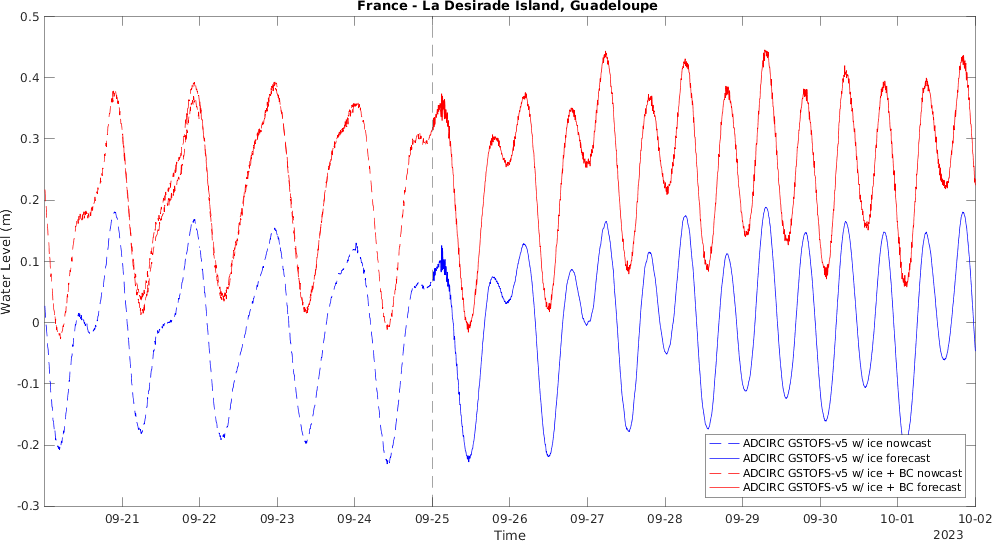 France - La Desirade Island, Guadeloupe
0.5
0.4
0.3
0.2
0.1
0
-0.1
-0.2
-0.3
Water Level (m)
09-21 09-22 09-23 09-24 09-25 09-26 09-27 09-28 09-29 09-30 10-01 10-02
Time
2023
ADCIRC GSTOFS-v5 w/ ice nowcast
ADCIRC GSTOFS-v5 w/ ice forecast
ADCIRC GSTOFS-v5 w/ ice + BC nowcast
ADCIRC GSTOFS-v5 w/ ice + BC forecast